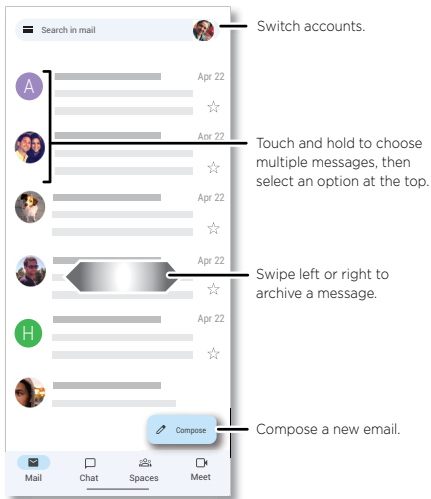 Search in mail
Switch accounts.
A
Apr 22
Apr 22
Touch and hold to choose
multiple messages, then
select an option at the top.
Apr 22
Apr 22
Swipe left or right to
archive a message.
H
Apr 22
Compose
Compose a new email.
Mail
Chat
Spaces
Meet